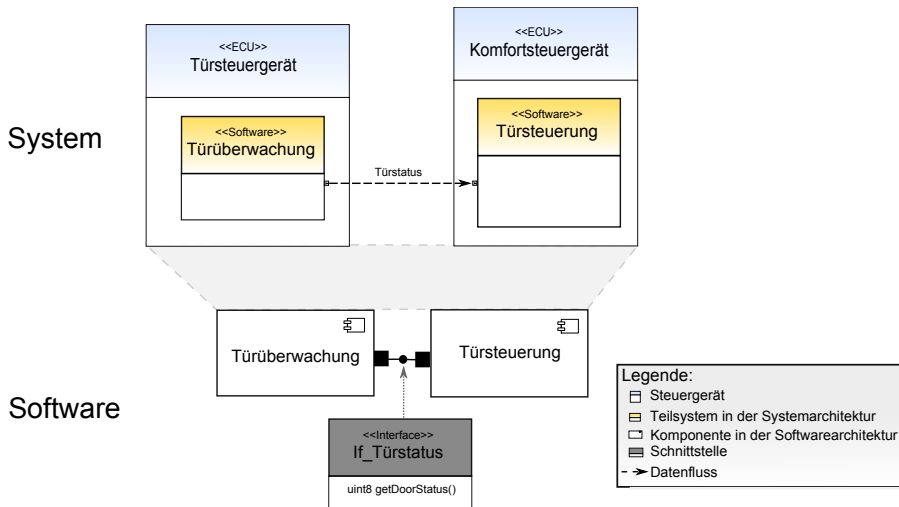 System
<<ECU>>
Türsteuergerät
<<Software>>
Türüberwachung
Türstatus
<<ECU>>
Komfortsteuergerät
<<Software>>
Türsteuerung
Software
Türüberwachung
Türsteuerung
<<Interface>>
If_Türstatus
uint8 getDoorStatus()
Legende:
Steuergerät
Teilsystem in der Systemarchitektur
Komponente in der Softwarearchitektur
Schnittstelle
Datenfluss